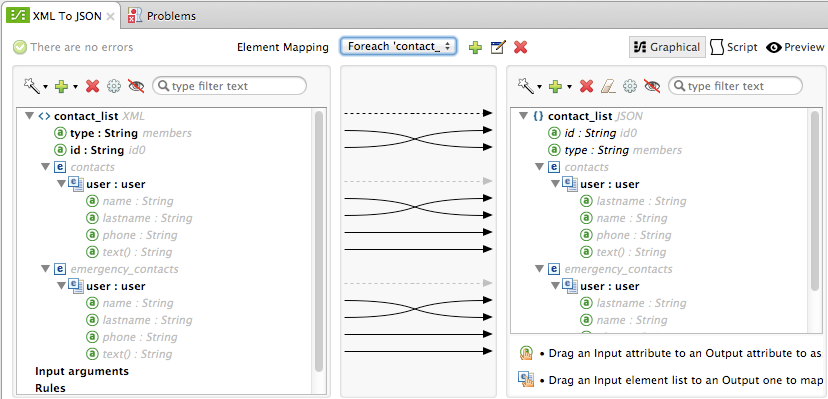 XML To JSON
Problems
There are no errors
Element Mapping
Foreach 'contact_
Graphical
Script
Preview
type filter text
contact_list XML
type : String members
id : String id0
contacts
user : user
name : String
lastname : String
phone : String
text() : String
emergency_contacts
user : user
name : String
lastname : String
phone : String
text() : String
Input arguments
Rules
type filter text
contact_list JSON
id : String id0
type : String members
contacts
user : user
lastname : String
name : String
phone : String
text() : String
emergency_contacts
user : user
lastname : String
name : String
• Drag an Input attribute to an Output attribute to as
• Drag an Input element list to an Output one to map